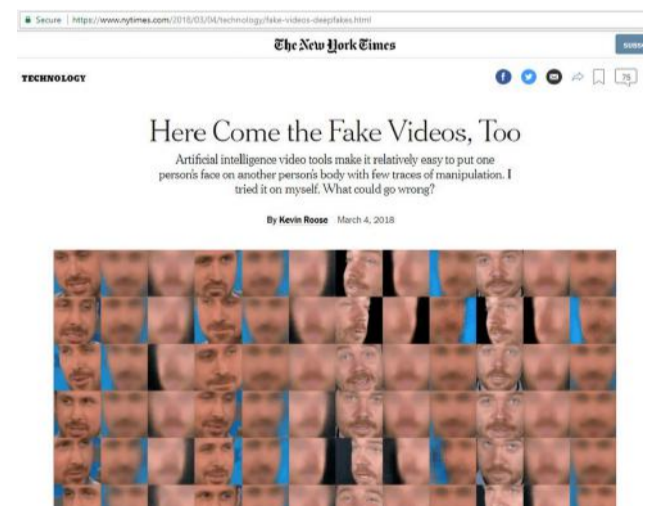 Secure | https://www.nytimes.com/2018/03/04/technology/fake-videos-deepfakes.html
The New York Times
TECHNOLOGY
75
Here Come the Fake Videos, Too
Artificial intelligence video tools make it relatively easy to put one
person's face on another person's body with few traces of manipulation. I
tried it on myself. What could go wrong?
By Kevin Roose March 4, 2018